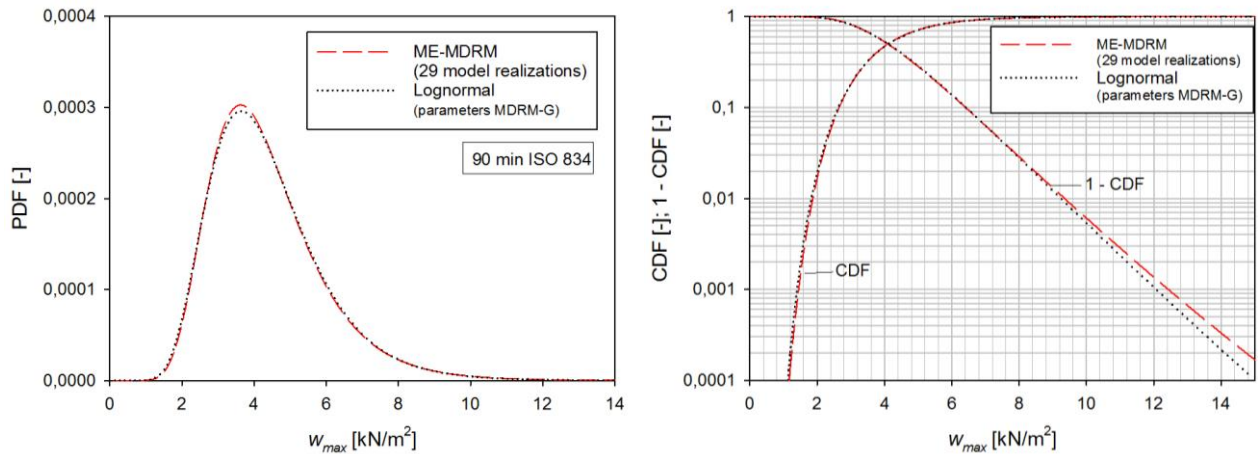 0,0004
0,0003
0,0002
0,0001
0,0000
PDF [-]
ME-MDRM
(29 model realizations)
Lognormal
(parameters MDRM-G)
90 min ISO 834
0 2 4 6 8 10 12 14
w_max [kN/m²]
1
0,1
0,01
0,001
0,0001
CDF [-]; 1 - CDF [-]
ME-MDRM
(29 model realizations)
Lognormal
(parameters MDRM-G)
1 - CDF
CDF
0 2 4 6 8 10 12 14
w_max [kN/m²]